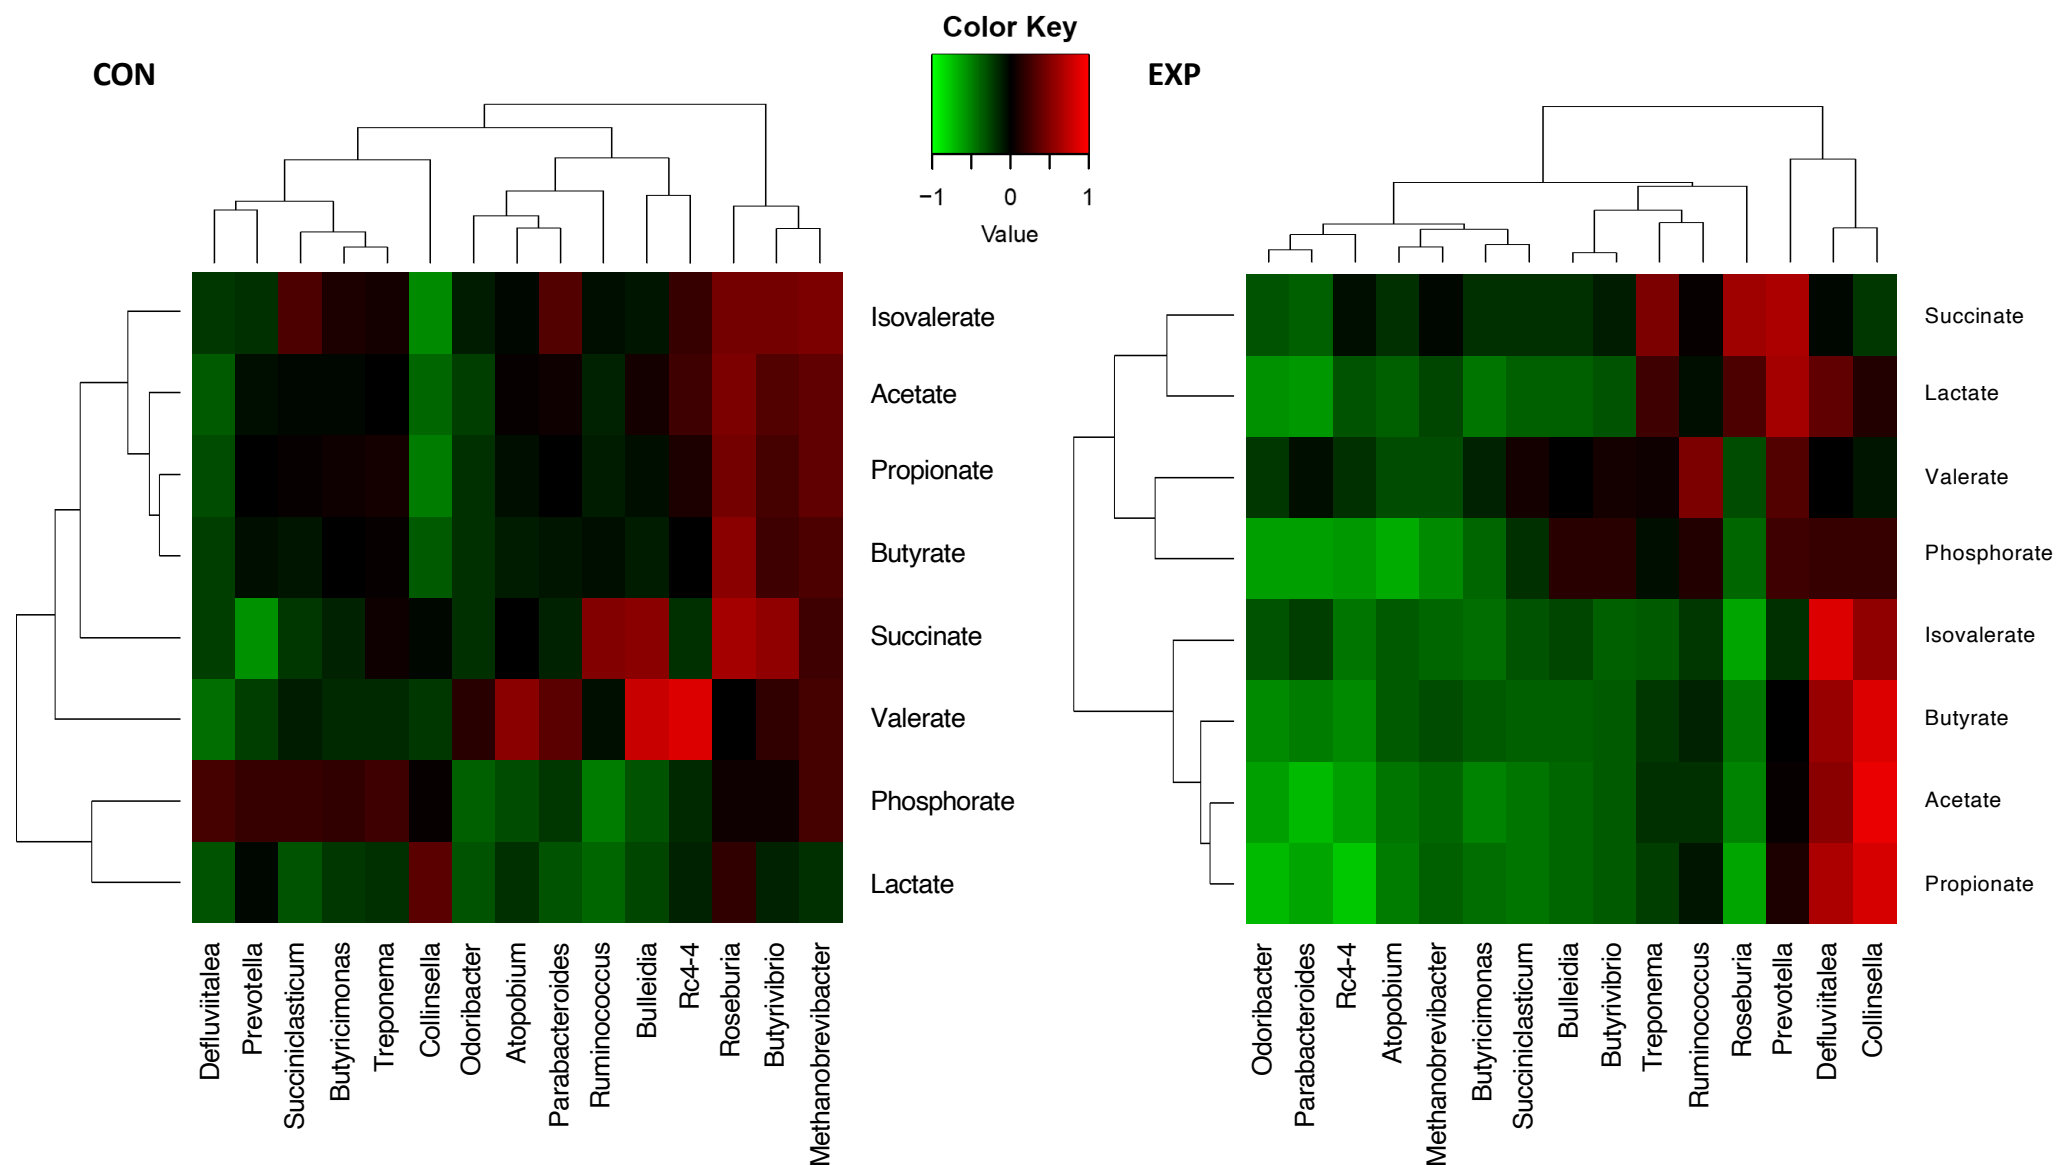 Color Key
CON
EXP
−1 0 1
Value
Isovalerate
Acetate
Propionate
Butyrate
Succinate
Valerate
Phosphorate
Lactate
Defluviitalea
Prevotella
Succiniclasticum
Butyricimonas
Treponema
Collinsella
Odoribacter
Atopobium
Parabacteroides
Ruminococcus
Bulleidia
Rc4-4
Roseburia
Butyrivibrio
Methanobrevibacter
Succinate
Lactate
Valerate
Phosphorate
Isovalerate
Butyrate
Acetate
Propionate
Odoribacter
Parabacteroides
Rc4-4
Atopobium
Methanobrevibacter
Butyricimonas
Succiniclasticum
Bulleidia
Butyrivibrio
Treponema
Ruminococcus
Roseburia
Prevotella
Defluviitalea
Collinsella